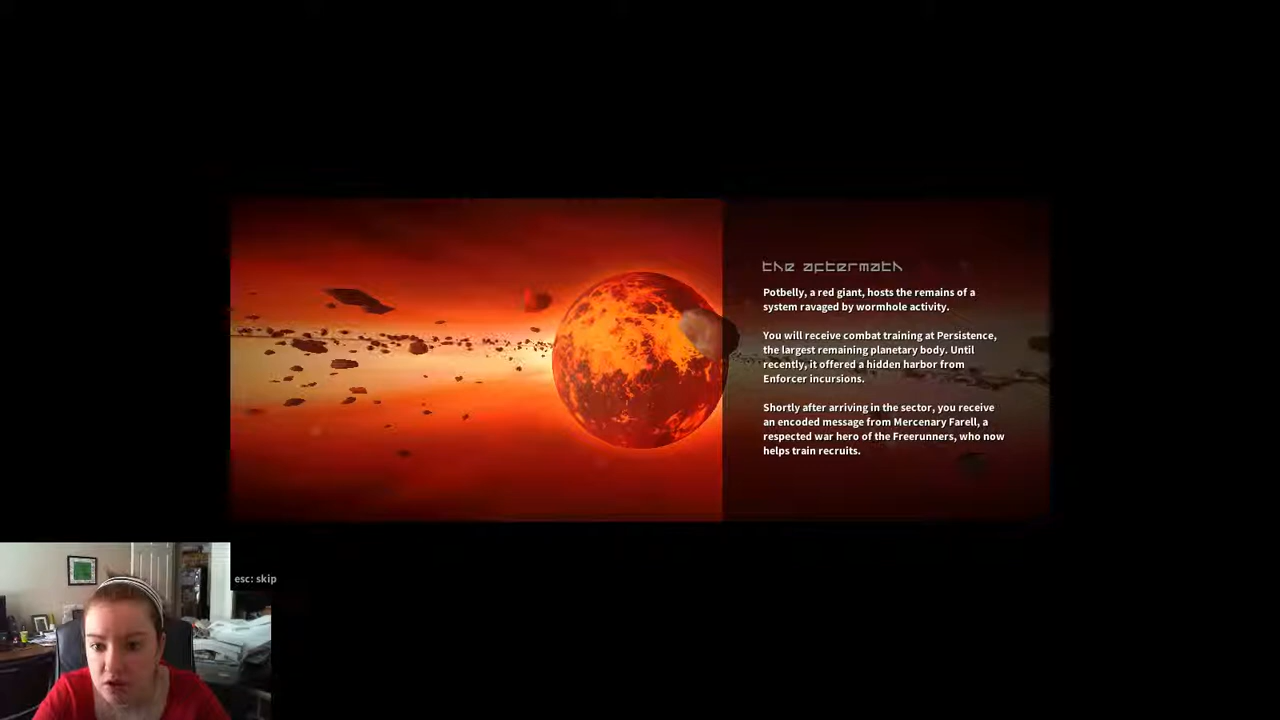 the aftermath
Potbelly, a red giant, hosts the remains of a
system ravaged by wormhole activity.
You will receive combat training at Persistence,
the largest remaining planetary body. Until
recently, it offered a hidden harbor from
Enforcer incursions.
Shortly after arriving in the sector, you receive
an encoded message from Mercenary Farell, a
respected war hero of the Freerunners, who now
helps train recruits.
esc: skip